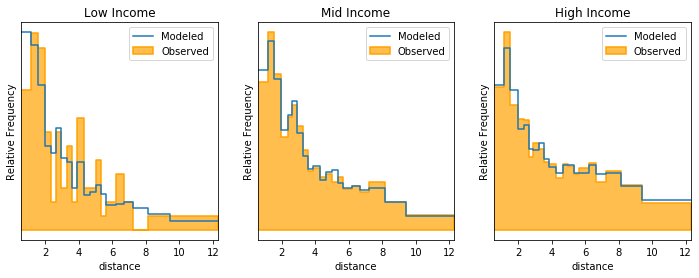 Low Income
Mid Income
High Income
Relative Frequency
Modeled
Observed
2 4 6 8 10 12
distance
Relative Frequency
Modeled
Observed
2 4 6 8 10 12
distance
Relative Frequency
Modeled
Observed
2 4 6 8 10 12
distance